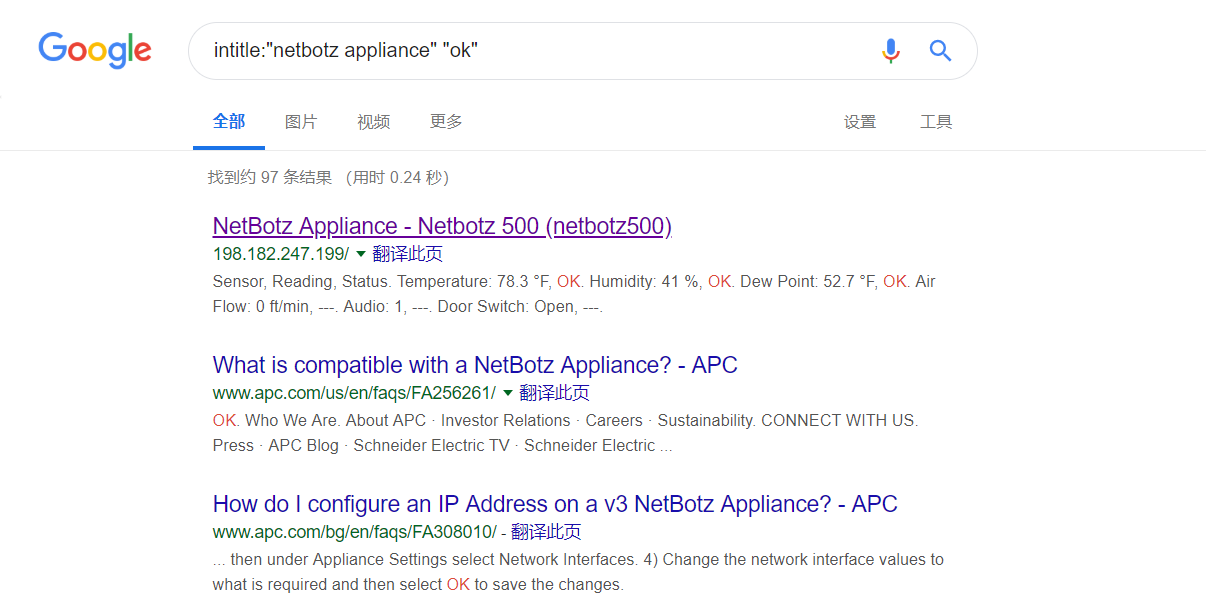 Google
intitle:"netbotz appliance" "ok"
全部 图片 视频 更多 设置 工具
找到约 97 条结果 （用时 0.24 秒）
NetBotz Appliance - Netbotz 500 (netbotz500)
198.182.247.199/ 翻译此页
Sensor, Reading, Status. Temperature: 78.3 °F, OK. Humidity: 41 %, OK. Dew Point: 52.7 °F, OK. Air
Flow: 0 ft/min, ---. Audio: 1, ---. Door Switch: Open, ---.
What is compatible with a NetBotz Appliance? - APC
www.apc.com/us/en/faqs/FA256261/ 翻译此页
OK. Who We Are. About APC · Investor Relations · Careers · Sustainability. CONNECT WITH US.
Press · APC Blog · Schneider Electric TV · Schneider Electric ...
How do I configure an IP Address on a v3 NetBotz Appliance? - APC
www.apc.com/bg/en/faqs/FA308010/ - 翻译此页
... then under Appliance Settings select Network Interfaces. 4) Change the network interface values to
what is required and then select OK to save the changes.